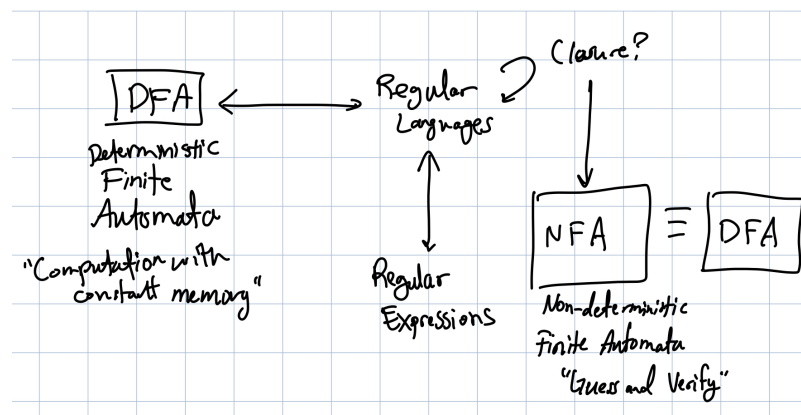 DFA
Deterministic
Finite
Automata
"Computation with
constant memory"
Regular
Languages
Regular
Expressions
Closure?
NFA ≡ DFA
Non-deterministic
Finite Automata
"Guess and Verify"